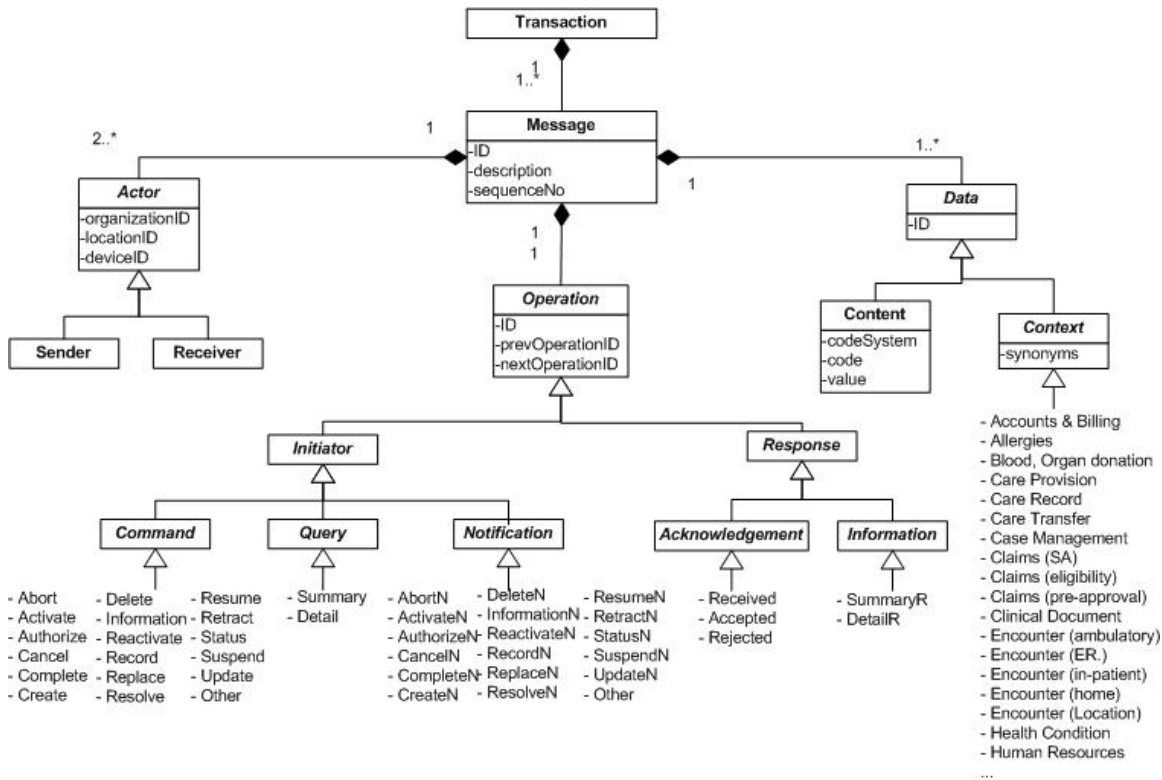 Transaction
1
1..*
Message
-ID
-description
-sequenceNo
2..*
1
1..*
1
1
1
Actor
-organizationID
-locationID
-deviceID
Sender
Receiver
Data
-ID
Operation
-ID
-prevOperationID
-nextOperationID
Content
-codeSystem
-code
-value
Context
-synonyms
Initiator
Response
Command
Query
Notification
Acknowledgement
Information
- Abort
- Activate
- Authorize
- Cancel
- Complete
- Create
- Delete
- Information
- Reactivate
- Record
- Replace
- Resolve
- Resume
- Retract
- Status
- Suspend
- Update
- Other
- Summary
- Detail
- AbortN
- ActivateN
- AuthorizeN
- CancelN
- CompleteN
- CreateN
- DeleteN
- InformationN
- ReactivateN
- RecordN
- ReplaceN
- ResolveN
- ResumeN
- RetractN
- StatusN
- SuspendN
- UpdateN
- Other
- Received
- Accepted
- Rejected
- SummaryR
- DetailR
- Accounts & Billing
- Allergies
- Blood, Organ donation
- Care Provision
- Care Record
- Care Transfer
- Case Management
- Claims (SA)
- Claims (eligibility)
- Claims (pre-approval)
- Clinical Document
- Encounter (ambulatory)
- Encounter (ER.)
- Encounter (in-patient)
- Encounter (home)
- Encounter (Location)
- Health Condition
- Human Resources
...